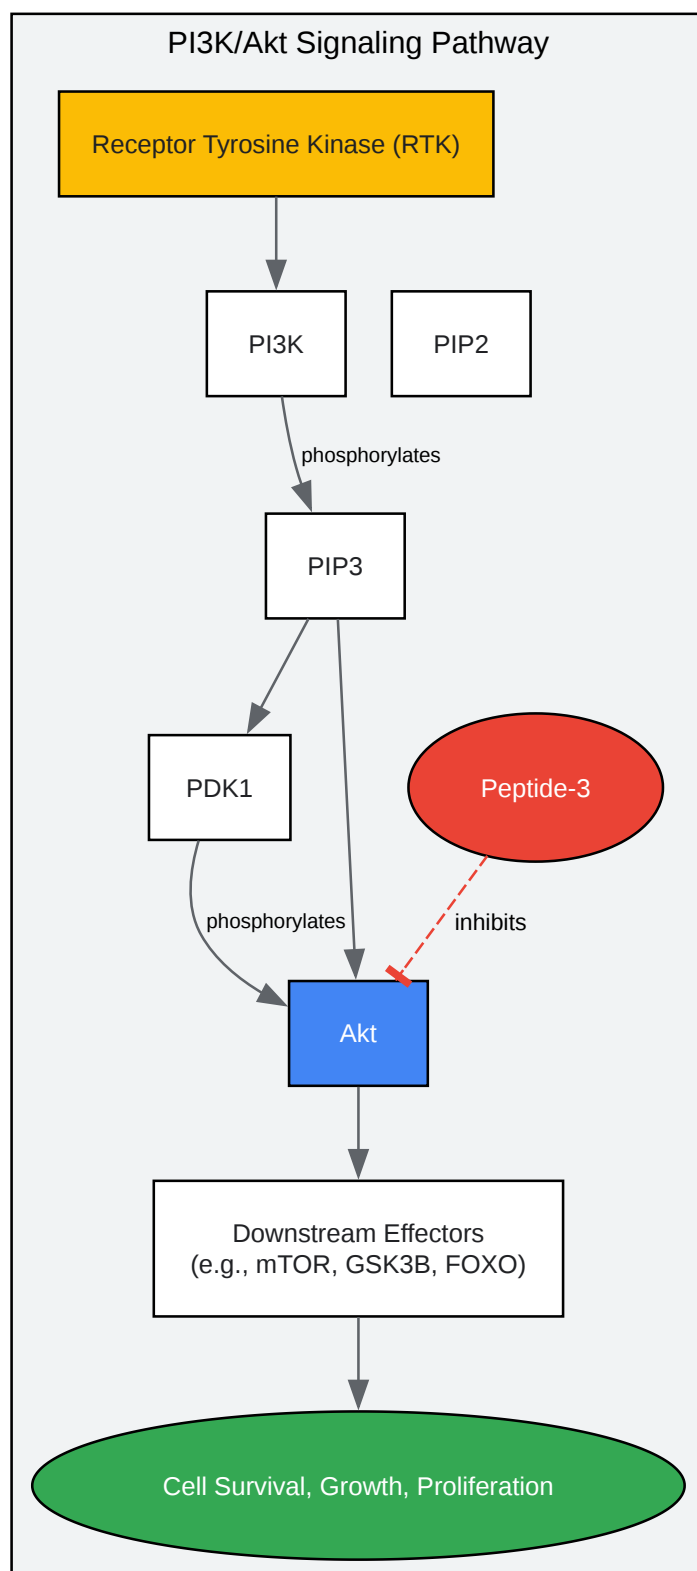 PI3K/Akt Signaling Pathway
Receptor Tyrosine Kinase (RTK)
PI3K
PIP2
phosphorylates
PIP3
PDK1
Peptide-3
phosphorylates
inhibits
Akt
Downstream Effectors
(e.g., mTOR, GSK3B, FOXO)
Cell Survival, Growth, Proliferation